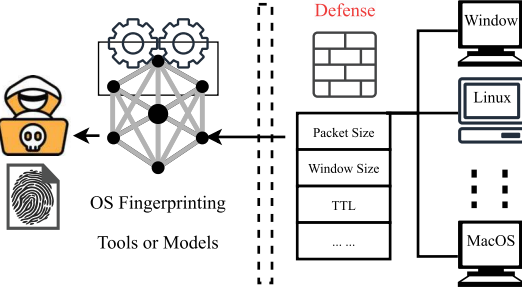 Defense
Window
Linux
Packet Size
Window Size
TTL
... ...
MacOS
OS Fingerprinting
Tools or Models